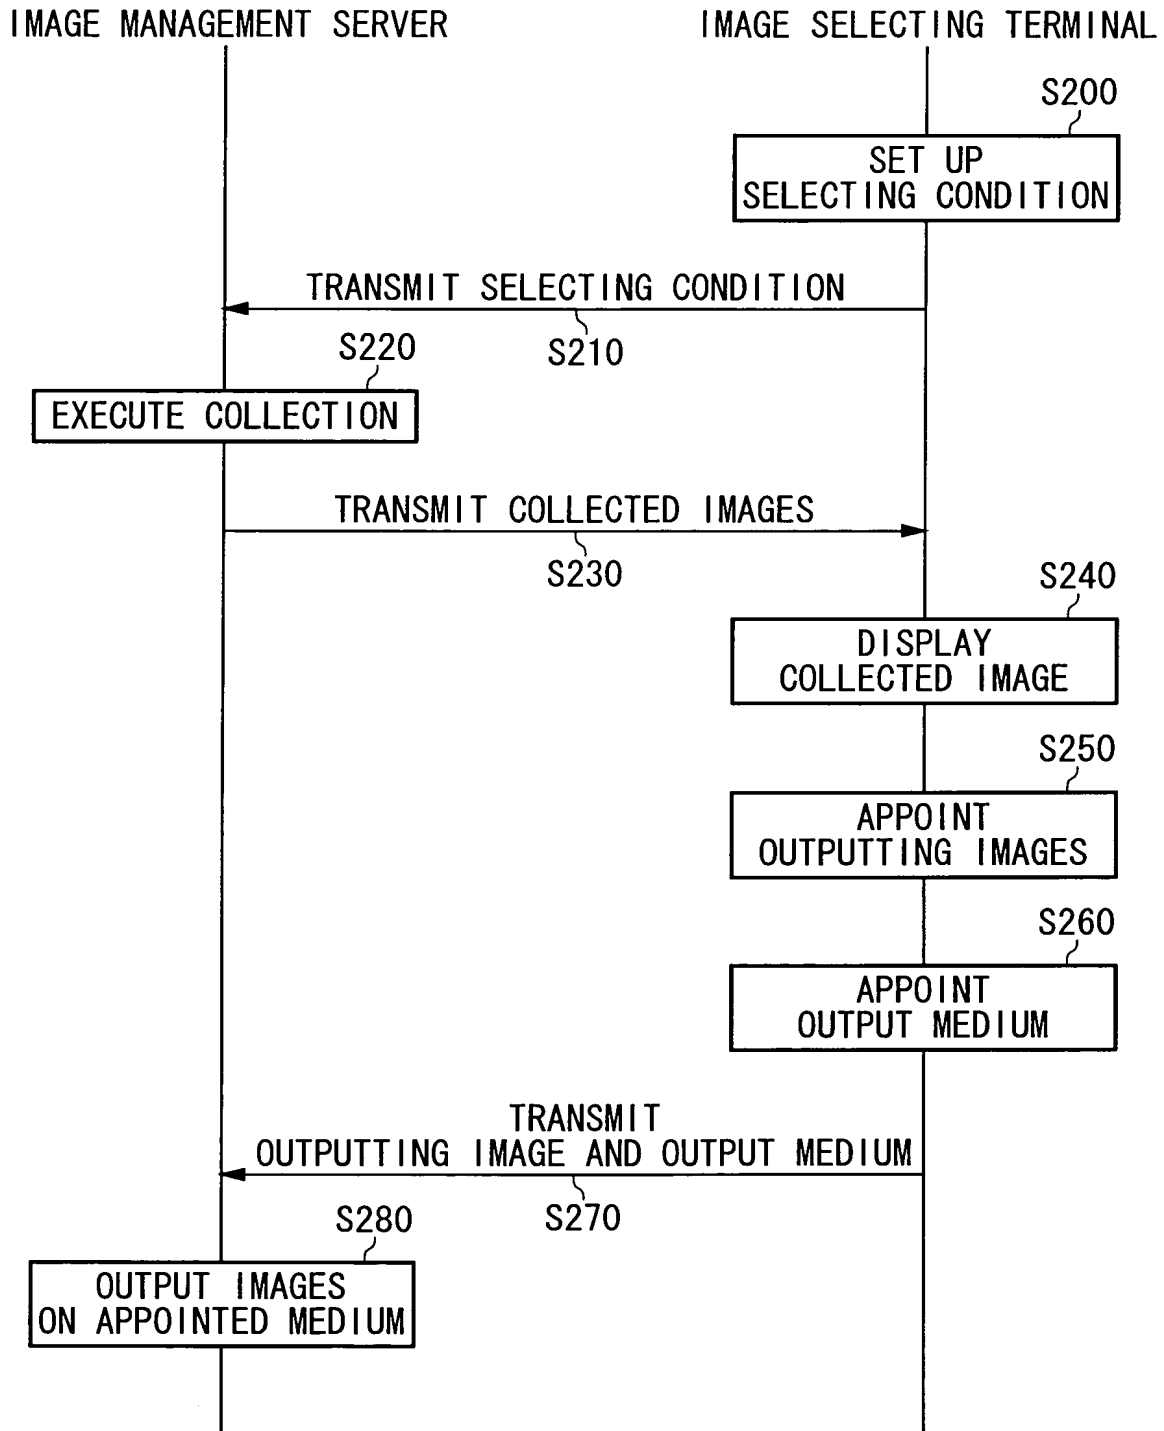 IMAGE MANAGEMENT SERVER
IMAGE SELECTING TERMINAL
S200
SET UP
SELECTING CONDITION
TRANSMIT SELECTING CONDITION
S210
S220
EXECUTE COLLECTION
TRANSMIT COLLECTED IMAGES
S230
S240
DISPLAY
COLLECTED IMAGE
S250
APPOINT
OUTPUTTING IMAGES
S260
APPOINT
OUTPUT MEDIUM
TRANSMIT
OUTPUTTING IMAGE AND OUTPUT MEDIUM
S270
S280
OUTPUT IMAGES
ON APPOINTED MEDIUM